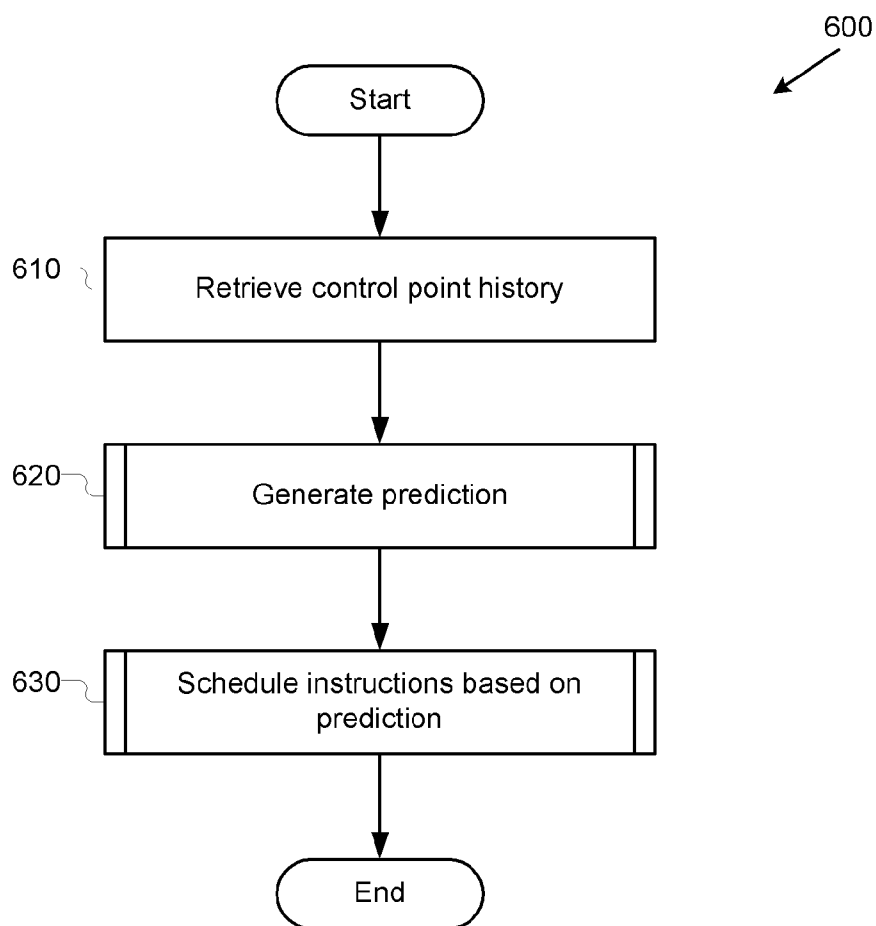 600
Start
610
Retrieve control point history
620
Generate prediction
630
Schedule instructions based on
prediction
End